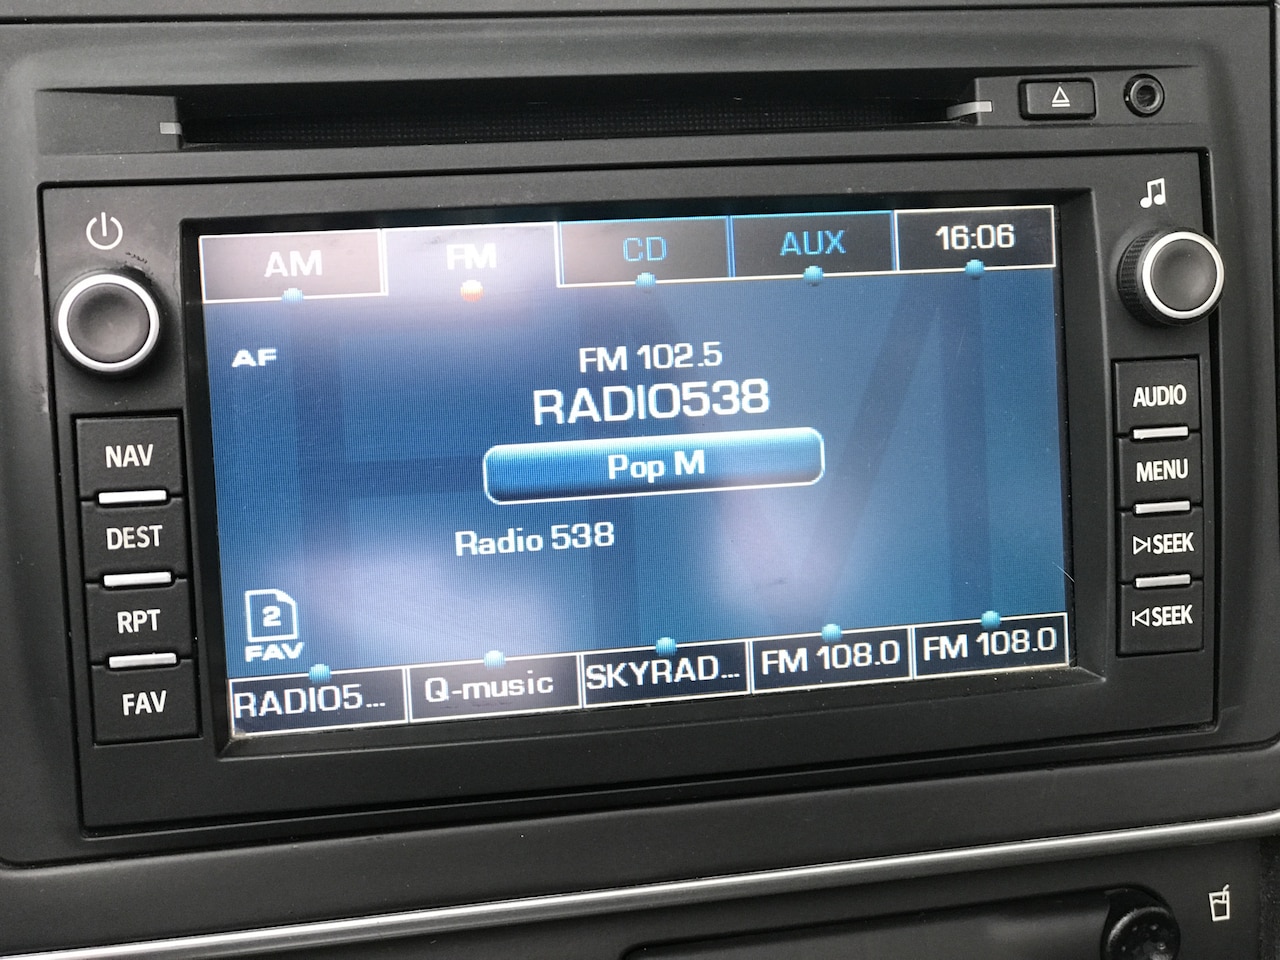 AM FM CD AUX 16:06
AF
FM 102.5
RADIO538
Pop M
Radio 538
2
FAV
RADIO5... Q-music SKYRAD... FM 108.0 FM 108.0
NAV
DEST
RPT
FAV
AUDIO
MENU
SEEK
SEEK